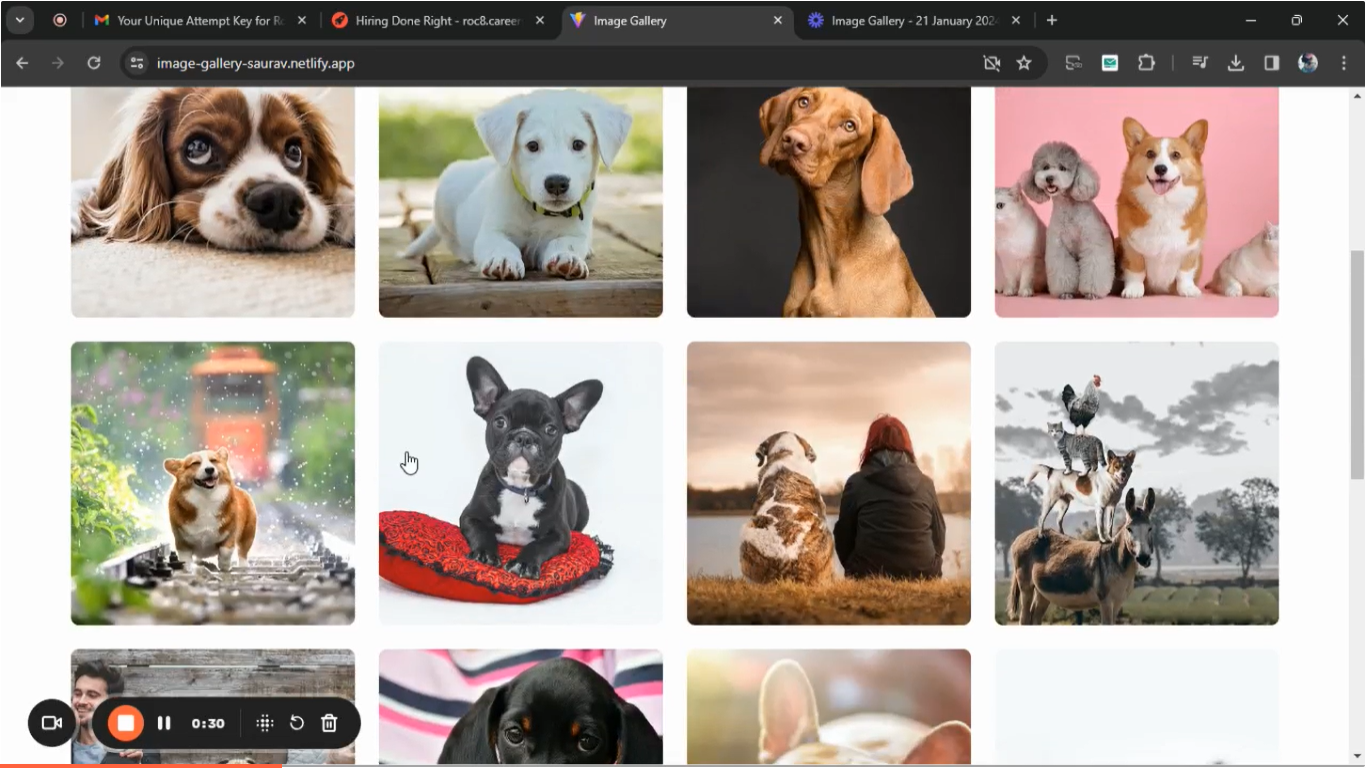 Your Unique Attempt Key for Ro
Hiring Done Right - roc8.career
Image Gallery
Image Gallery - 21 January 202
image-gallery-saurav.netlify.app
0:30